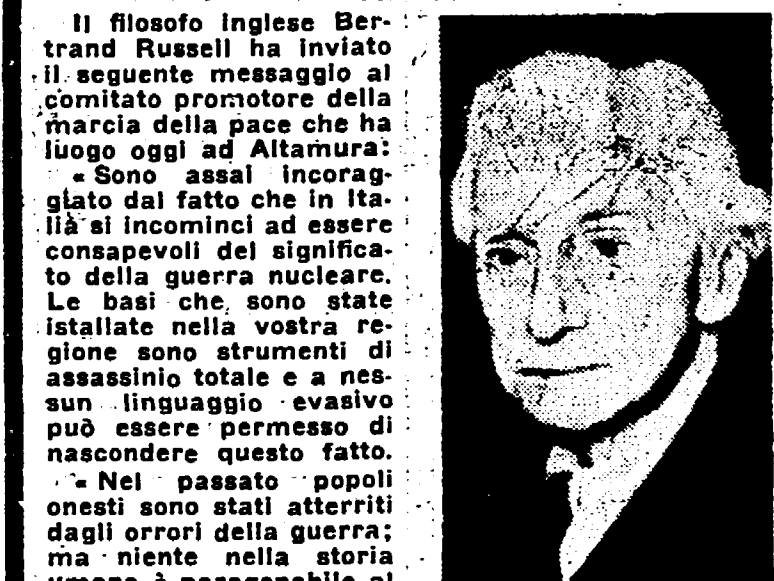 Il filosofo inglese Ber-
trand Russell ha inviato
il seguente messaggio al
comitato promotore della
marcia della pace che ha
luogo oggi ad Altamura:
« Sono assai incorag-
giato dal fatto che in Ita-
lia si incominci ad essere
consapevoli del significa-
to della guerra nucleare.
Le basi che sono state
istallate nella vostra re-
gione sono strumenti di
assassinio totale e a nes-
sun linguaggio evasivo
può essere permesso di
nascondere questo fatto.
« Nel passato popoli
onesti sono stati atterriti
dagli orrori della guerra;
ma niente nella storia
umana è paragonabile al